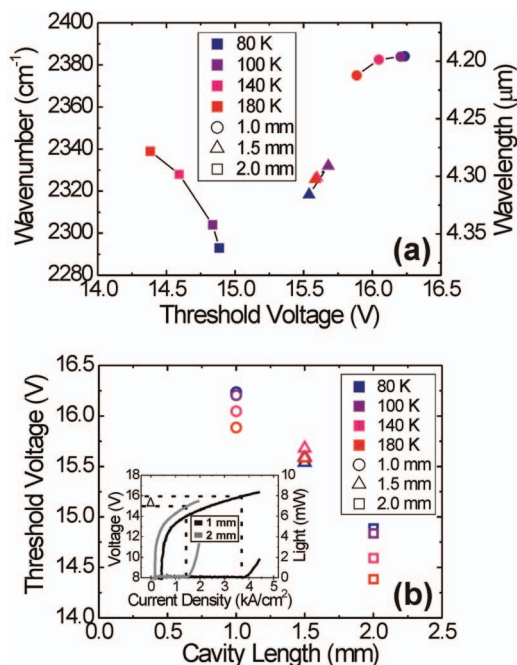 2400
2380
2360
2340
2320
2300
2280
Wavenumber (cm⁻¹)
80 K
100 K
140 K
180 K
1.0 mm
1.5 mm
2.0 mm
4.20
4.25
4.30
4.35
Wavelength (μm)
(a)
14.0 14.5 15.0 15.5 16.0 16.5
Threshold Voltage (V)
16.5
16.0
15.5
15.0
14.5
14.0
Threshold Voltage (V)
80 K
100 K
140 K
180 K
1.0 mm
1.5 mm
2.0 mm
18
16
14
12
10
8
Voltage (V)
Δ
1 mm
2 mm
10
8
6
4
2
0
Light (mW)
0 1 2 3 4 5
Current Density (kA/cm²)
(b)
0.0 0.5 1.0 1.5 2.0 2.5
Cavity Length (mm)